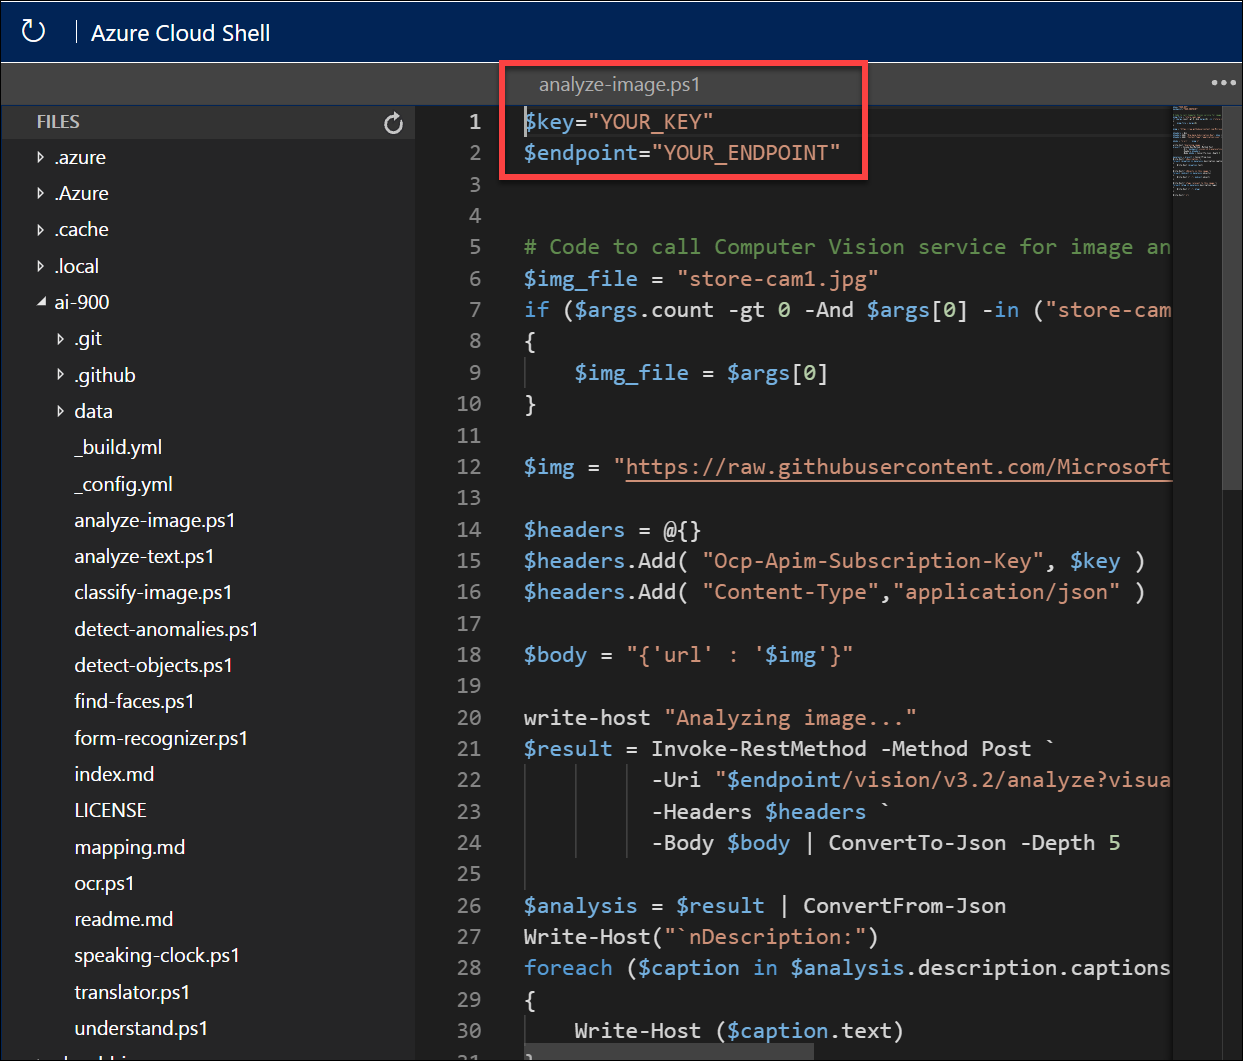 Azure Cloud Shell
analyze-image.ps1
FILES
.azure
.Azure
.cache
.local
ai-900
.git
.github
data
_build.yml
_config.yml
analyze-image.ps1
analyze-text.ps1
classify-image.ps1
detect-anomalies.ps1
detect-objects.ps1
find-faces.ps1
form-recognizer.ps1
index.md
LICENSE
mapping.md
ocr.ps1
readme.md
speaking-clock.ps1
translator.ps1
understand.ps1
1 $key="YOUR_KEY"
2 $endpoint="YOUR_ENDPOINT"
3
4
5 # Code to call Computer Vision service for image an
6 $img_file = "store-cam1.jpg"
7 if ($args.count -gt 0 -And $args[0] -in ("store-cam
8 {
9 $img_file = $args[0]
10 }
11
12 $img = "https://raw.githubusercontent.com/Microsoft
13
14 $headers = @{}
15 $headers.Add( "Ocp-Apim-Subscription-Key", $key )
16 $headers.Add( "Content-Type","application/json" )
17
18 $body = "{'url' : '$img'}"
19
20 write-host "Analyzing image..."
21 $result = Invoke-RestMethod -Method Post `
22 -Uri "$endpoint/vision/v3.2/analyze?visua
23 -Headers $headers `
24 -Body $body | ConvertTo-Json -Depth 5
25
26 $analysis = $result | ConvertFrom-Json
27 Write-Host("`nDescription:")
28 foreach ($caption in $analysis.description.captions
29 {
30 Write-Host ($caption.text)